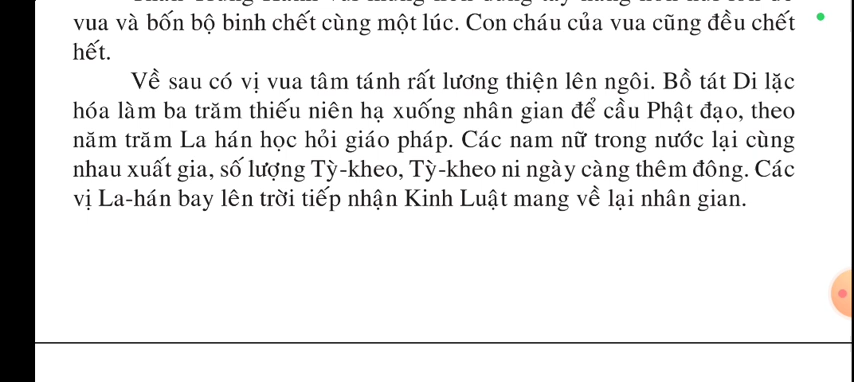 vua và bốn bộ binh chết cùng một lúc. Con cháu của vua cũng đều chết
hết.
Về sau có vị vua tâm tánh rất lương thiện lên ngôi. Bồ tát Di lặc
hóa làm ba trăm thiếu niên hạ xuống nhân gian để cầu Phật đạo, theo
năm trăm La hán học hỏi giáo pháp. Các nam nữ trong nước lại cùng
nhau xuất gia, số lượng Tỳ-kheo, Tỳ-kheo ni ngày càng thêm đông. Các
vị La-hán bay lên trời tiếp nhận Kinh Luật mang về lại nhân gian.